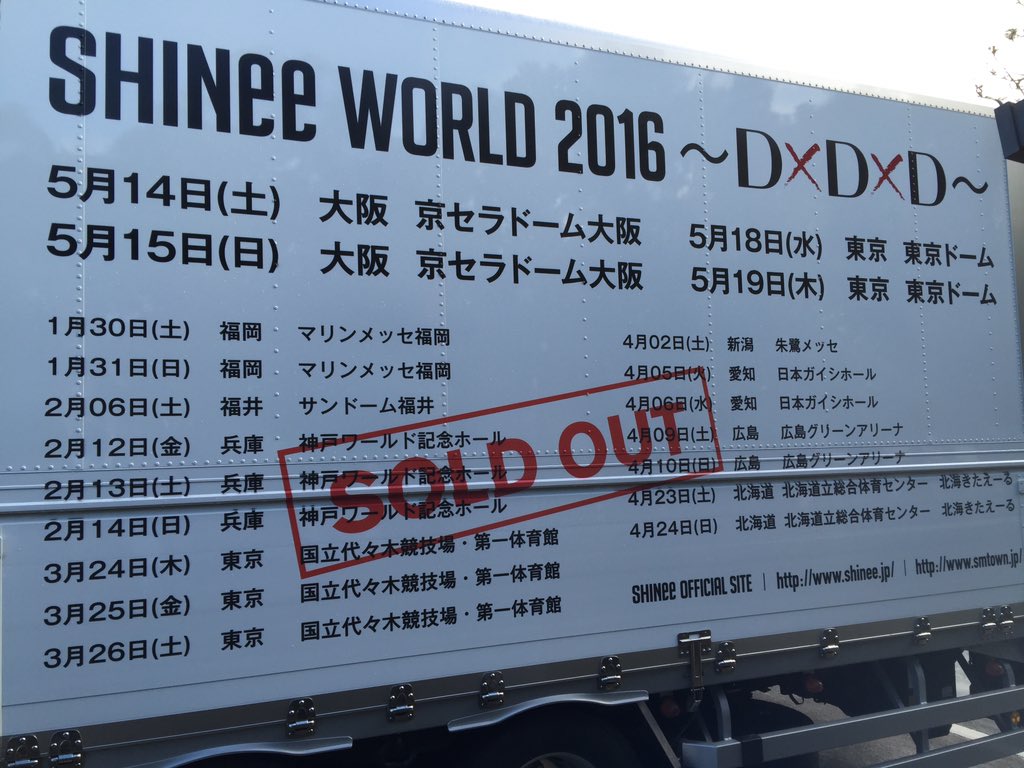 SHINee WORLD 2016 ～D×D×D～
5月14日(土) 大阪 京セラドーム大阪
5月15日(日) 大阪 京セラドーム大阪
5月18日(水) 東京 東京ドーム
5月19日(木) 東京 東京ドーム
1月30日(土) 福岡 マリンメッセ福岡
1月31日(日) 福岡 マリンメッセ福岡
2月06日(土) 福井 サンドーム福井
2月12日(金) 兵庫 神戸ワールド記念ホール
2月13日(土) 兵庫 神戸ワールド記念ホール
2月14日(日) 兵庫 神戸ワールド記念ホール
3月24日(木) 東京 国立代々木競技場・第一体育館
3月25日(金) 東京 国立代々木競技場・第一体育館
3月26日(土) 東京 国立代々木競技場・第一体育館
4月02日(土) 新潟 朱鷺メッセ
4月05日(火) 愛知 日本ガイシホール
4月06日(水) 愛知 日本ガイシホール
4月09日(土) 広島 広島グリーンアリーナ
4月10日(日) 広島 広島グリーンアリーナ
4月23日(土) 北海道 北海道立総合体育センター 北海きたえーる
4月24日(日) 北海道 北海道立総合体育センター 北海きたえーる
SOLD OUT
SHINee OFFICIAL SITE | http://www.shinee.jp/ | http://www.smtown.jp/